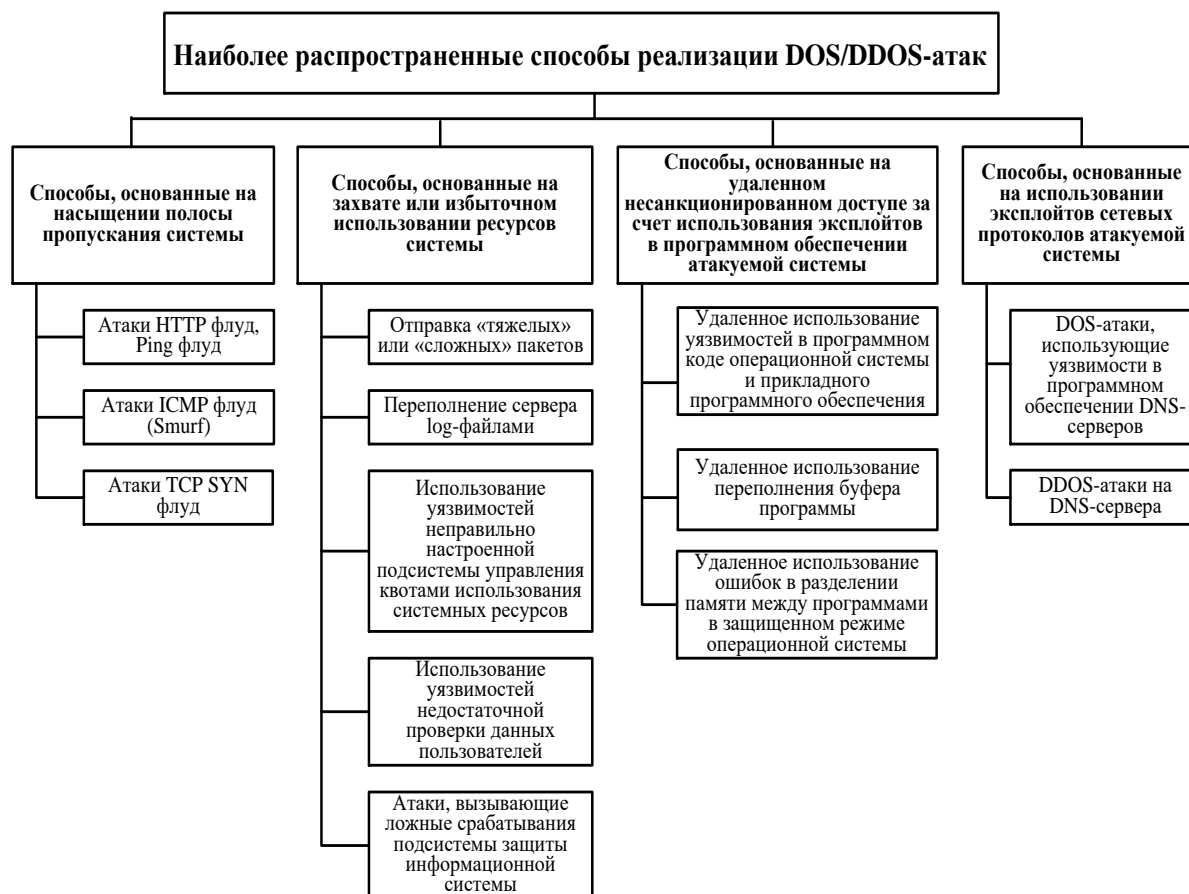 Наиболее распространенные способы реализации DOS/DDOS-атак
Способы, основанные на
насыщении полосы
пропускания системы
Атаки HTTP флуд,
Ping флуд
Атаки ICMP флуд
(Smurf)
Атаки TCP SYN
флуд
Способы, основанные на
захвате или избыточном
использовании ресурсов
системы
Отправка «тяжелых»
или «сложных» пакетов
Переполнение сервера
log-файлами
Использование
уязвимостей
неправильно
настроенной
подсистемы управления
квотами использования
системных ресурсов
Использование
уязвимостей
недостаточной
проверки данных
пользователей
Атаки, вызывающие
ложные срабатывания
подсистемы защиты
информационной
системы
Способы, основанные на
удаленном
несанкционированном доступе за
счет использования эксплойтов
в программном обеспечении
атакуемой системы
Удаленное использование
уязвимостей в программном
коде операционной системы
и прикладного
программного обеспечения
Удаленное использование
переполнения буфера
программы
Удаленное использование
ошибок в разделении
памяти между программами
в защищенном режиме
операционной системы
Способы, основанные
на использовании
эксплойтов сетевых
протоколов атакуемой
системы
DOS-атаки,
использующие
уязвимости в
программном
обеспечении DNS-
серверов
DDOS-атаки на
DNS-сервера